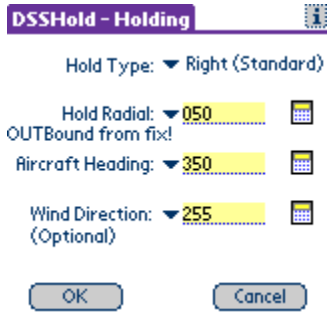 DSSHold - Holding i
Hold Type: Right (Standard)
Hold Radial: 050
OUTBound from fix!
Aircraft Heading: 350
Wind Direction: 255
(Optional)
OK Cancel